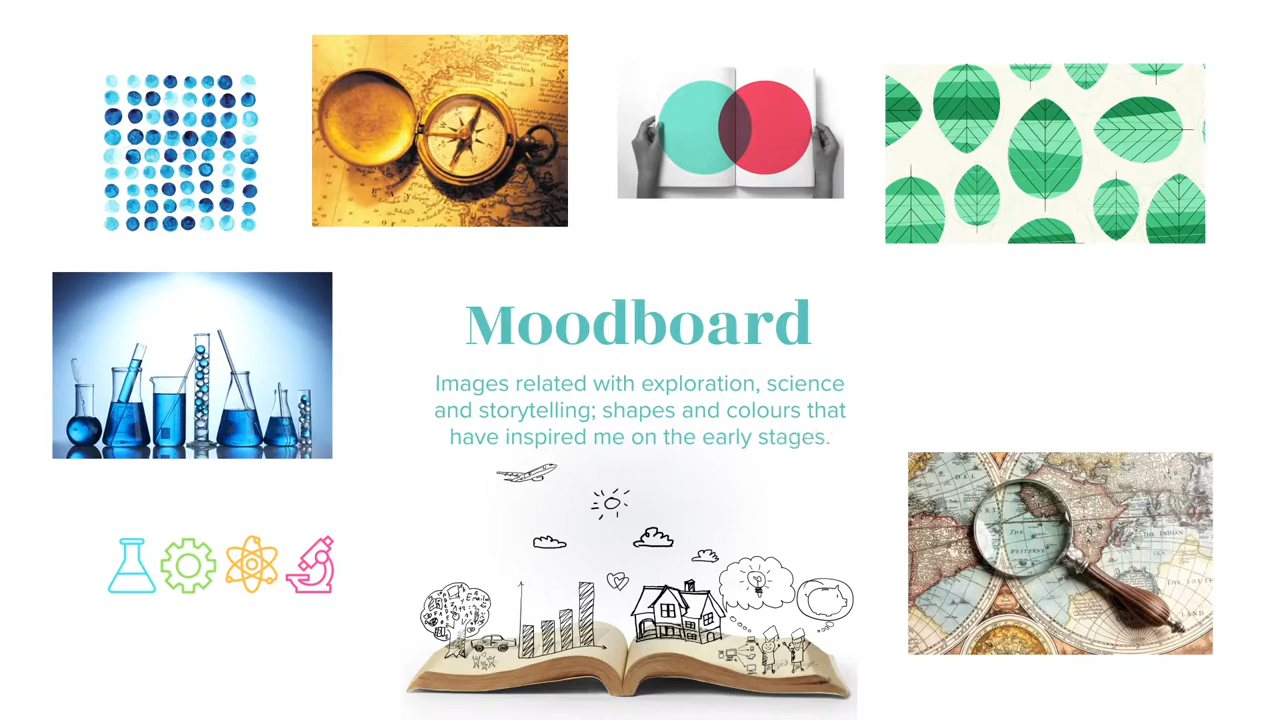 Moodboard
Images related with exploration, science
and storytelling; shapes and colours that
have inspired me on the early stages.